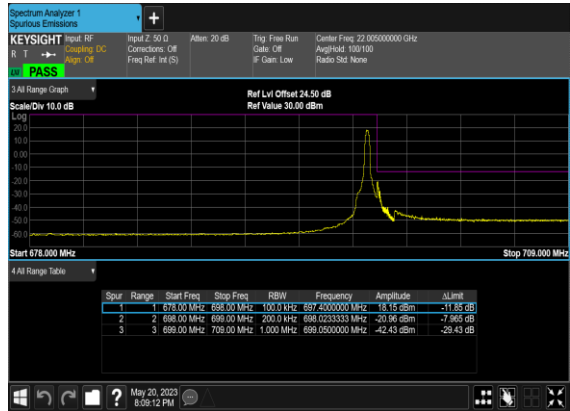 Spectrum Analyzer 1
Spurious Emissions
+
KEYSIGHT Input: RF Input Z: 50 Ω Atten: 20 dB Trig: Free Run Center Freq: 22.005000000 GHz
R T Coupling: DC Corrections: Off Gate: Off Avg|Hold: 100/100
Align: Off Freq Ref: Int (S) IF Gain: Low Radio Std: None
PASS
3 All Range Graph
Ref Lvl Offset 24.50 dB
Scale/Div 10.0 dB Ref Value 30.00 dBm
Log
20.0
10.0
0.00
-10.0
-20.0
-30.0
-40.0
-50.0
-60.0
Start 678.000 MHz Stop 709.000 MHz
4 All Range Table
Spur Range Start Freq Stop Freq RBW Frequency Amplitude ΔLimit
1 1 678.00 MHz 698.00 MHz 100.0 kHz 697.4000000 MHz 18.15 dBm -11.85 dB
2 2 698.00 MHz 699.00 MHz 200.0 kHz 698.0233333 MHz -20.96 dBm -7.965 dB
3 3 699.00 MHz 709.00 MHz 1.000 MHz 699.0500000 MHz -42.43 dBm -29.43 dB
? May 20, 2023
8:09:12 PM